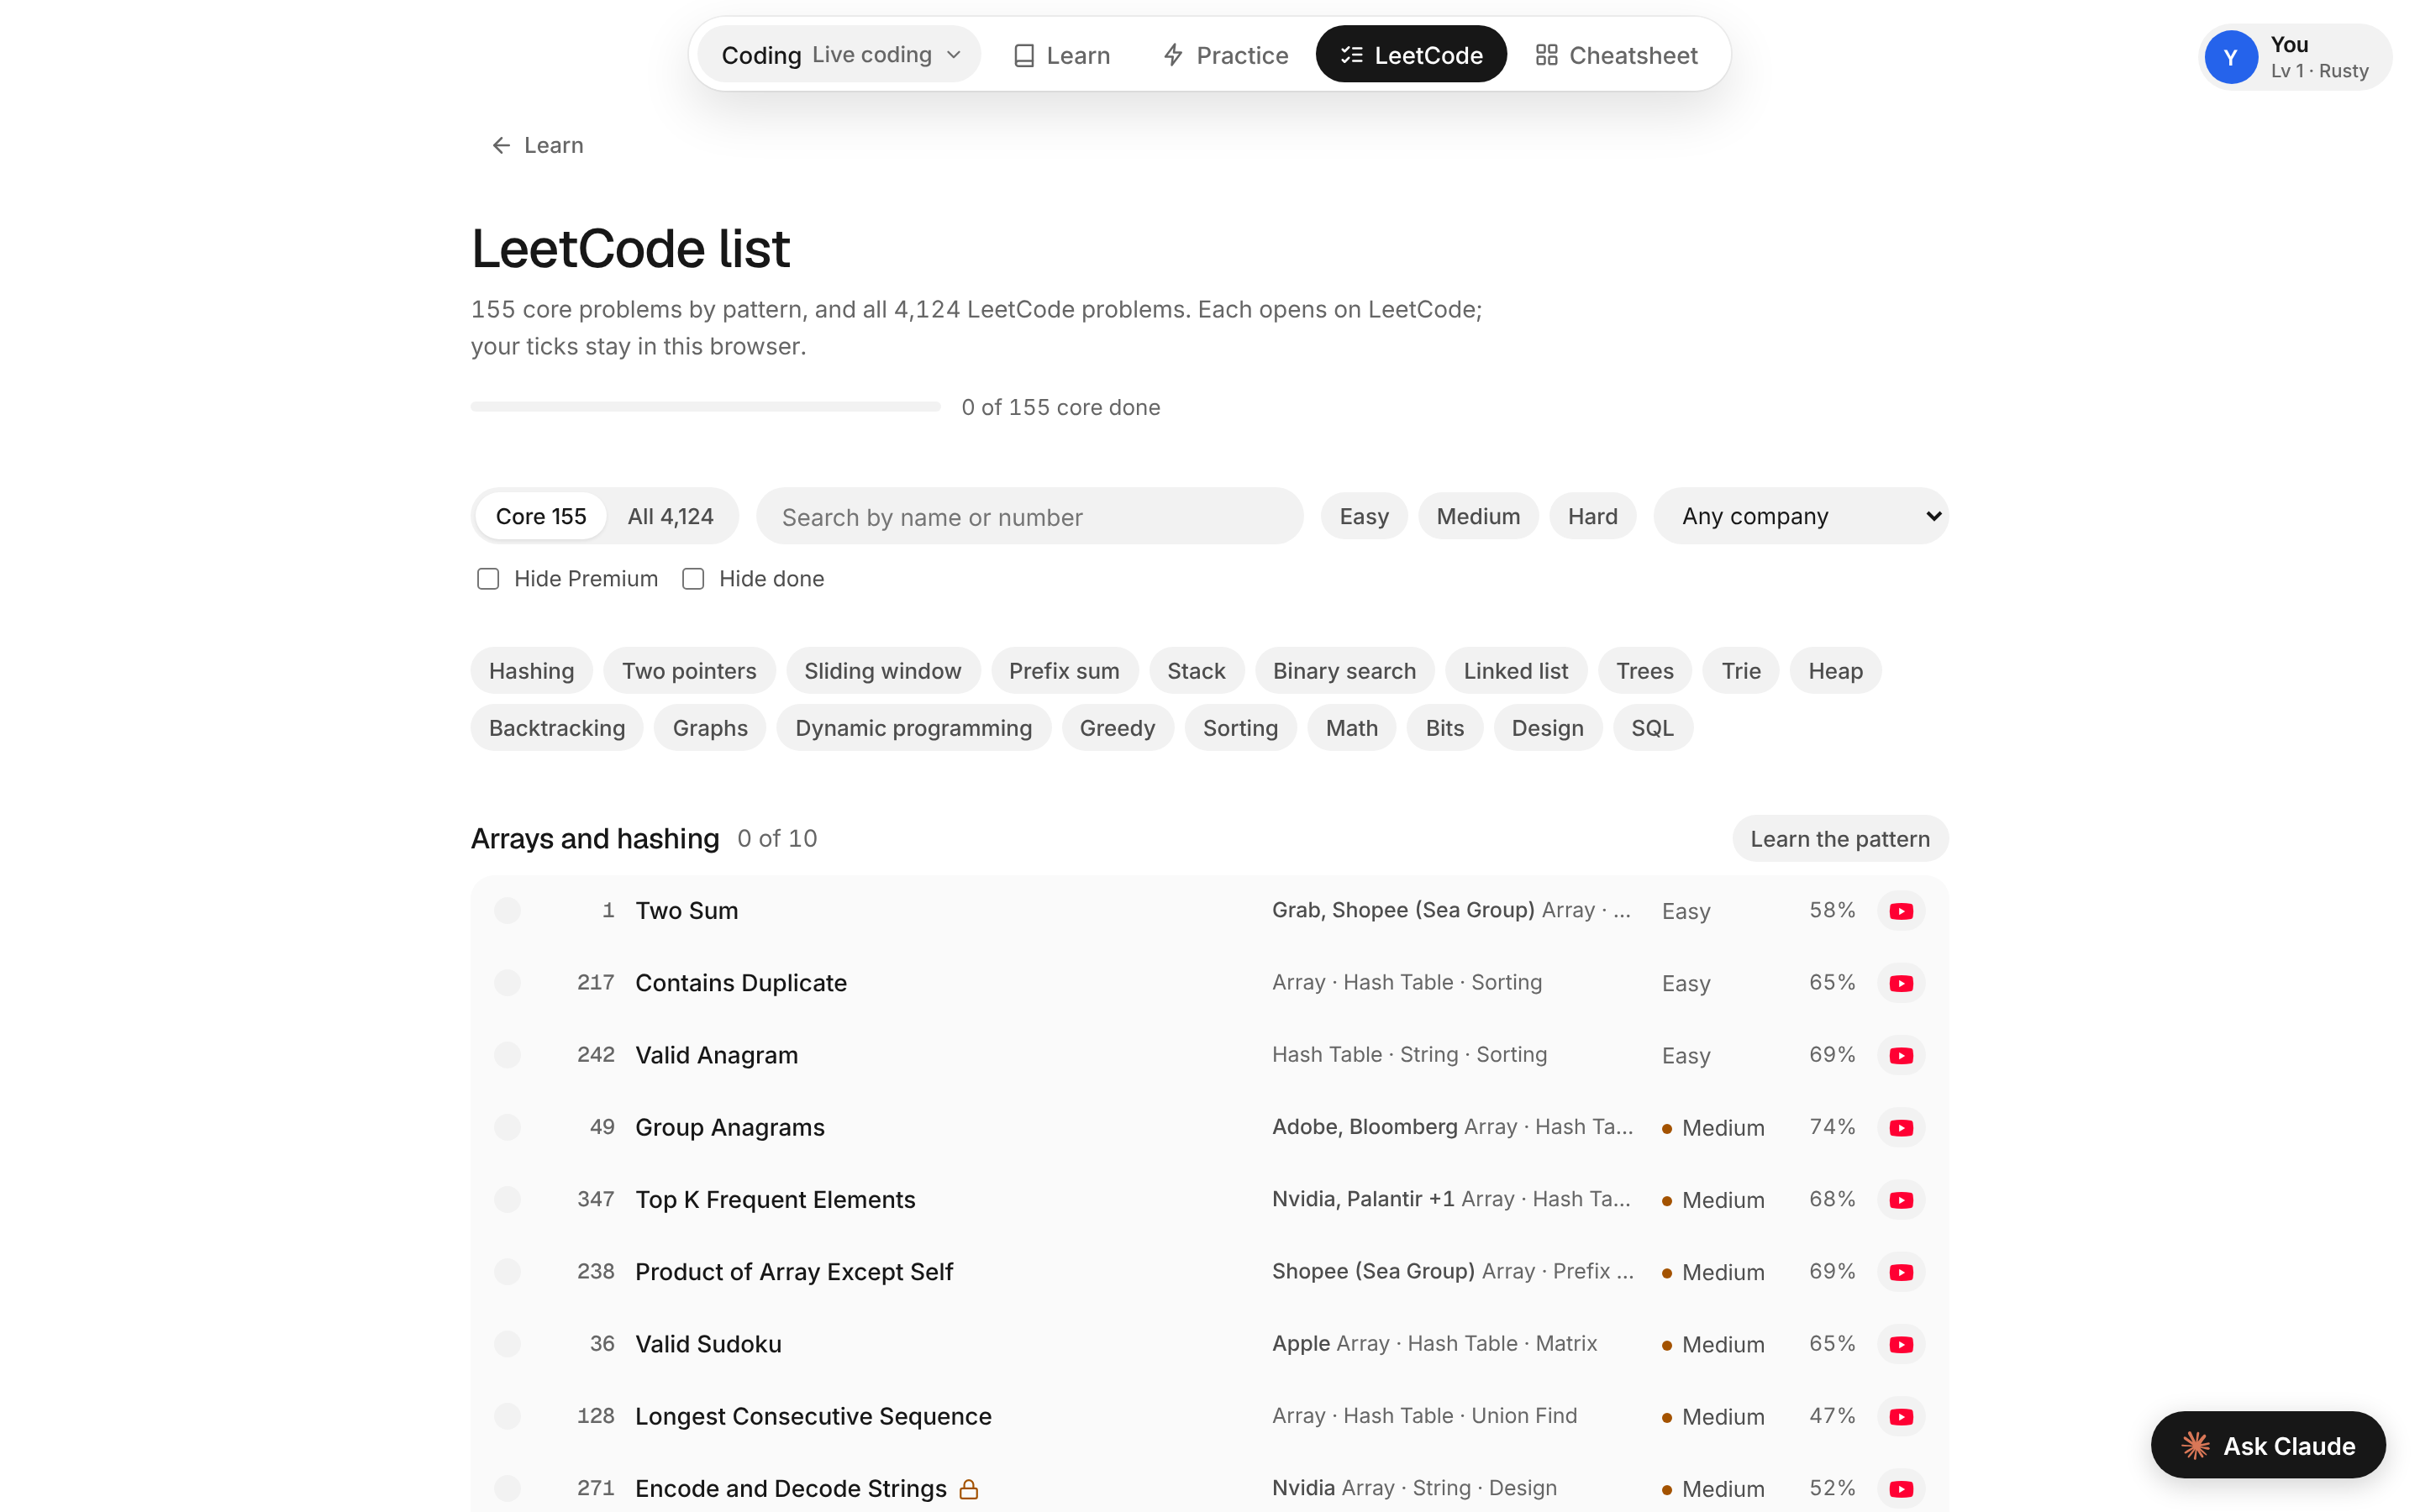 Coding Live coding Learn Practice LeetCode Cheatsheet
Y You
Lv 1 · Rusty
← Learn
LeetCode list
155 core problems by pattern, and all 4,124 LeetCode problems. Each opens on LeetCode;
your ticks stay in this browser.
0 of 155 core done
Core 155 All 4,124 Search by name or number Easy Medium Hard Any company
Hide Premium Hide done
Hashing Two pointers Sliding window Prefix sum Stack Binary search Linked list Trees Trie Heap
Backtracking Graphs Dynamic programming Greedy Sorting Math Bits Design SQL
Arrays and hashing 0 of 10 Learn the pattern
1 Two Sum Grab, Shopee (Sea Group) Array · ... Easy 58%
217 Contains Duplicate Array · Hash Table · Sorting Easy 65%
242 Valid Anagram Hash Table · String · Sorting Easy 69%
49 Group Anagrams Adobe, Bloomberg Array · Hash Ta... Medium 74%
347 Top K Frequent Elements Nvidia, Palantir +1 Array · Hash Ta... Medium 68%
238 Product of Array Except Self Shopee (Sea Group) Array · Prefix ... Medium 69%
36 Valid Sudoku Apple Array · Hash Table · Matrix Medium 65%
128 Longest Consecutive Sequence Array · Hash Table · Union Find Medium 47%
271 Encode and Decode Strings Nvidia Array · String · Design Medium 52%
Ask Claude